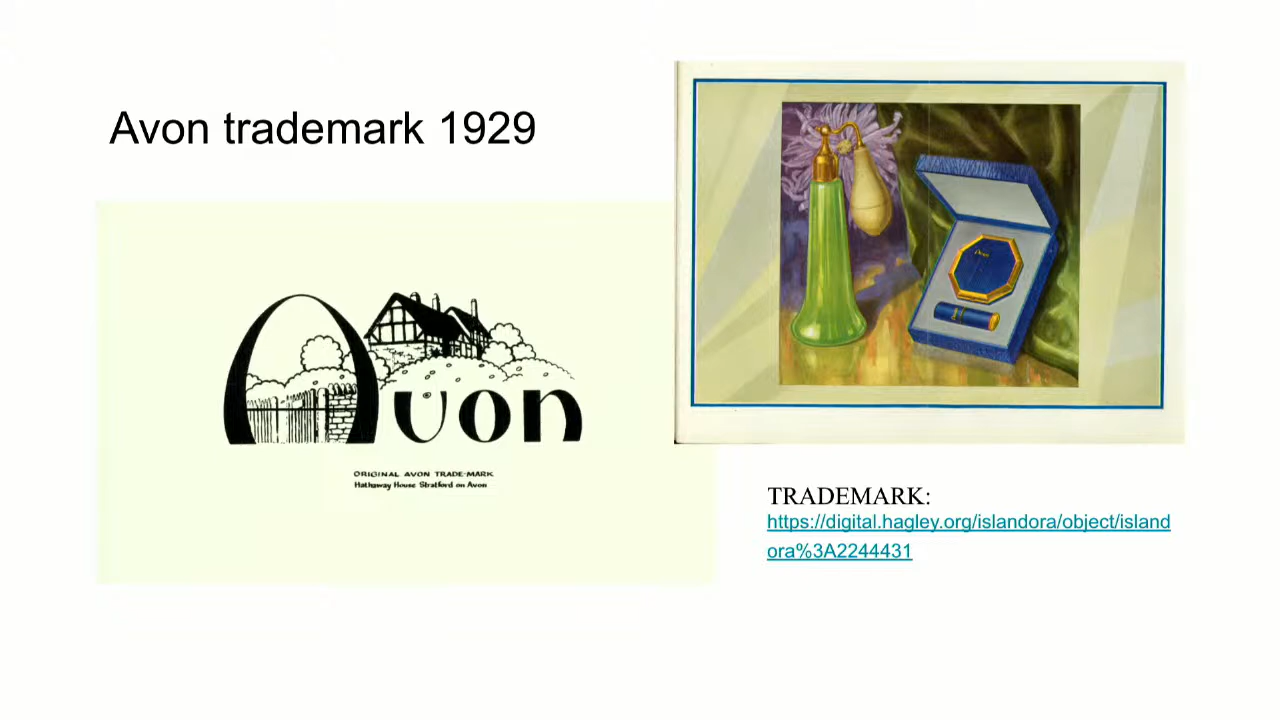 Avon trademark 1929
Avon
ORIGINAL AVON TRADE-MARK
Hathaway House Stratford on Avon
Avon
TRADEMARK:
https://digital.hagley.org/islandora/object/island
ora%3A2244431